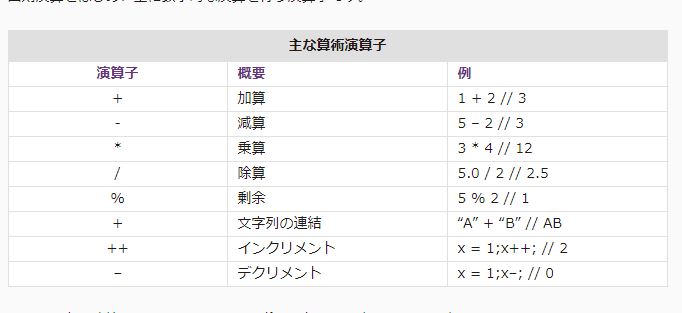 主な算術演算子
演算子 概要 例
+ 加算 1 + 2 // 3
- 減算 5 – 2 // 3
* 乗算 3 * 4 // 12
/ 除算 5.0 / 2 // 2.5
% 剰余 5 % 2 // 1
+ 文字列の連結 “A” + “B” // AB
++ インクリメント x = 1;x++; // 2
– デクリメント x = 1;x–; // 0